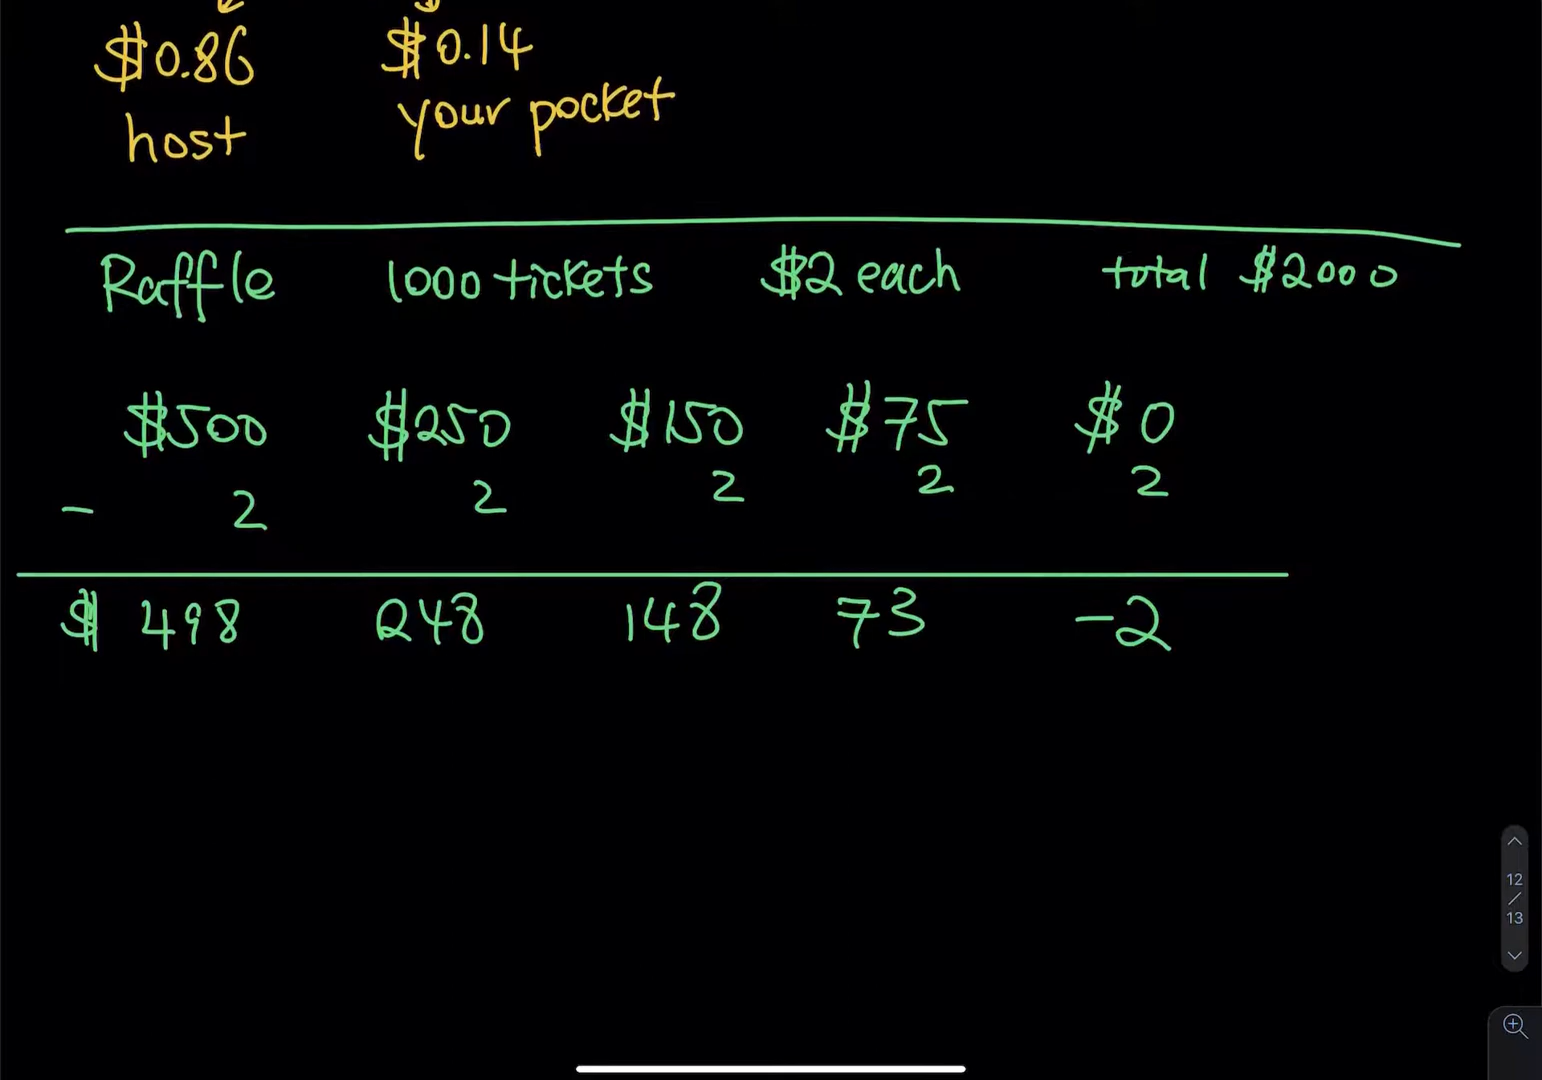 $0.86 $0.14
host your pocket
Raffle 1000 tickets $2 each total $2000
$500 $250 $150 $75 $0
- 2 2 2 2 2
$ 498 248 148 73 -2
12
/
13